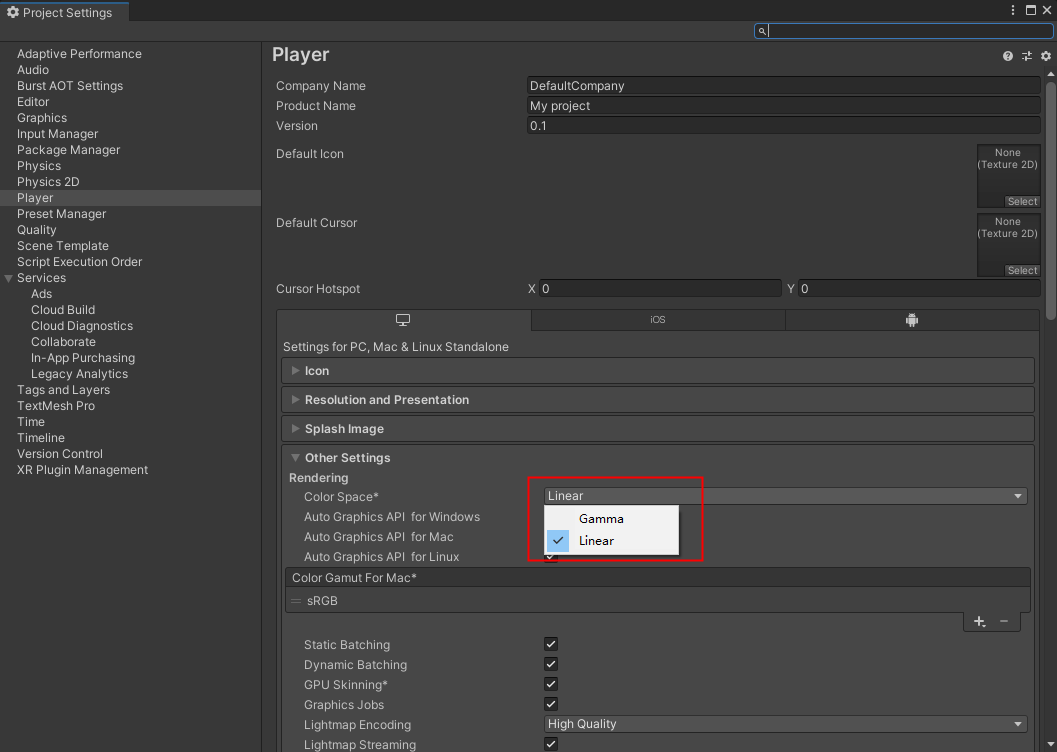 Project Settings
Adaptive Performance
Audio
Burst AOT Settings
Editor
Graphics
Input Manager
Package Manager
Physics
Physics 2D
Player
Preset Manager
Quality
Scene Template
Script Execution Order
Services
Ads
Cloud Build
Cloud Diagnostics
Collaborate
In-App Purchasing
Legacy Analytics
Tags and Layers
TextMesh Pro
Time
Timeline
Version Control
XR Plugin Management
Player
Company Name DefaultCompany
Product Name My project
Version 0.1
Default Icon None
(Texture 2D)
Select
Default Cursor None
(Texture 2D)
Select
Cursor Hotspot X 0 Y 0
iOS
Settings for PC, Mac & Linux Standalone
Icon
Resolution and Presentation
Splash Image
Other Settings
Rendering
Color Space* Linear
Gamma
Linear
Auto Graphics API for Windows
Auto Graphics API for Mac
Auto Graphics API for Linux
Color Gamut For Mac*
sRGB
Static Batching
Dynamic Batching
GPU Skinning*
Graphics Jobs
Lightmap Encoding High Quality
Lightmap Streaming